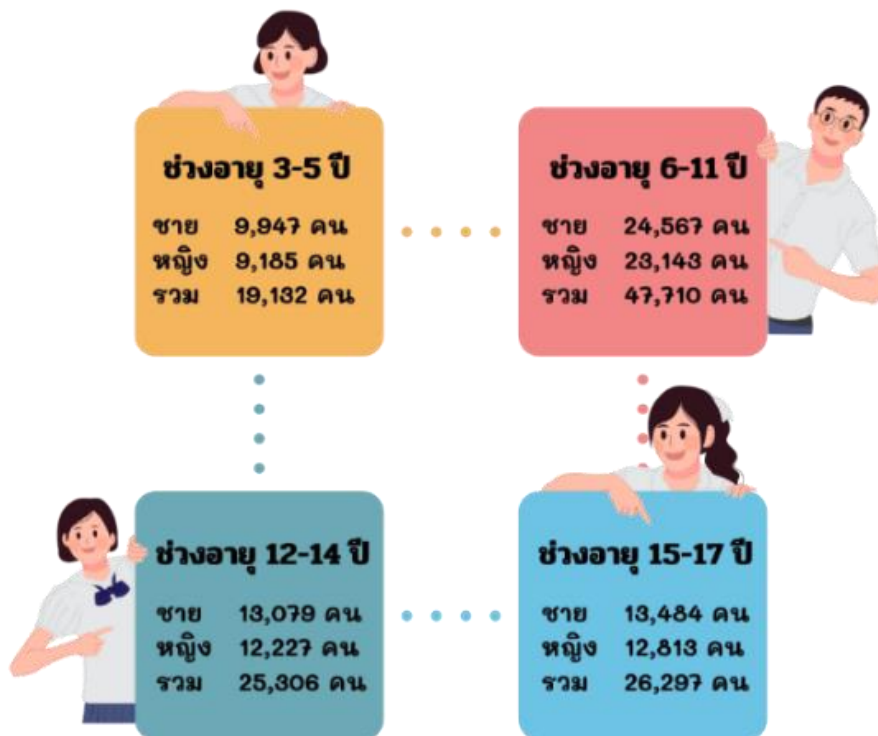 ช่วงอายุ 3-5 ปี
ชาย 9,947 คน
หญิง 9,185 คน
รวม 19,132 คน
ช่วงอายุ 6-11 ปี
ชาย 24,567 คน
หญิง 23,143 คน
รวม 47,710 คน
ช่วงอายุ 12-14 ปี
ชาย 13,079 คน
หญิง 12,227 คน
รวม 25,306 คน
ช่วงอายุ 15-17 ปี
ชาย 13,484 คน
หญิง 12,813 คน
รวม 26,297 คน